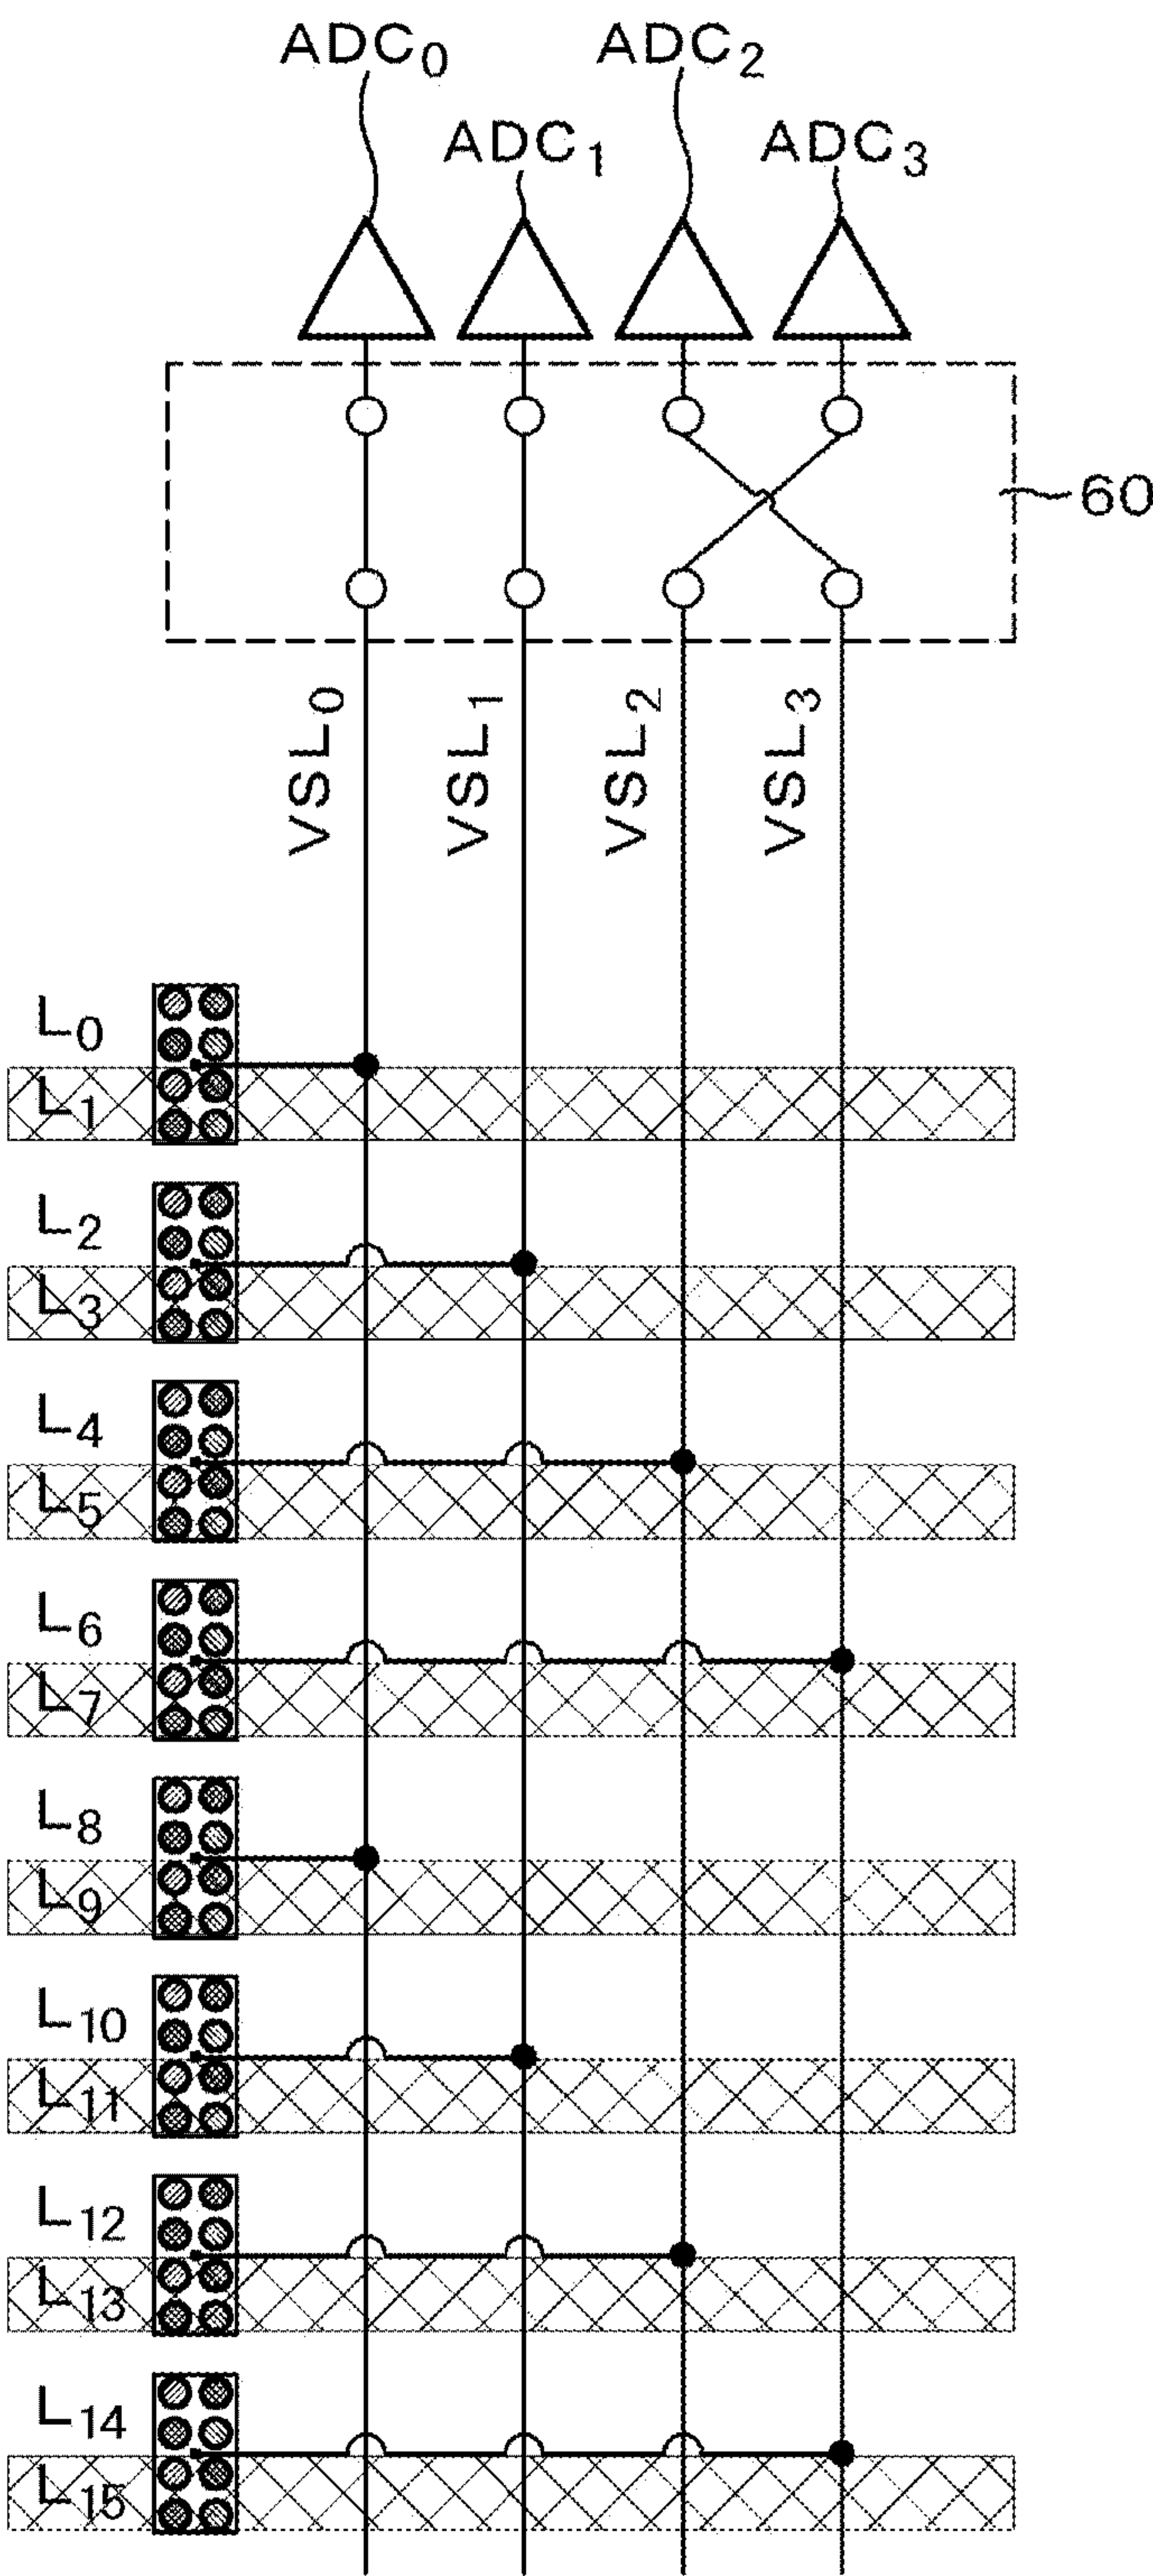 ADC₀
ADC₂
ADC₁
ADC₃
60
VSL₀
VSL₁
VSL₂
VSL₃
L₀
L₁
L₂
L₃
L₄
L₅
L₆
L₇
L₈
L₉
L₁₀
L₁₁
L₁₂
L₁₃
L₁₄
L₁₅